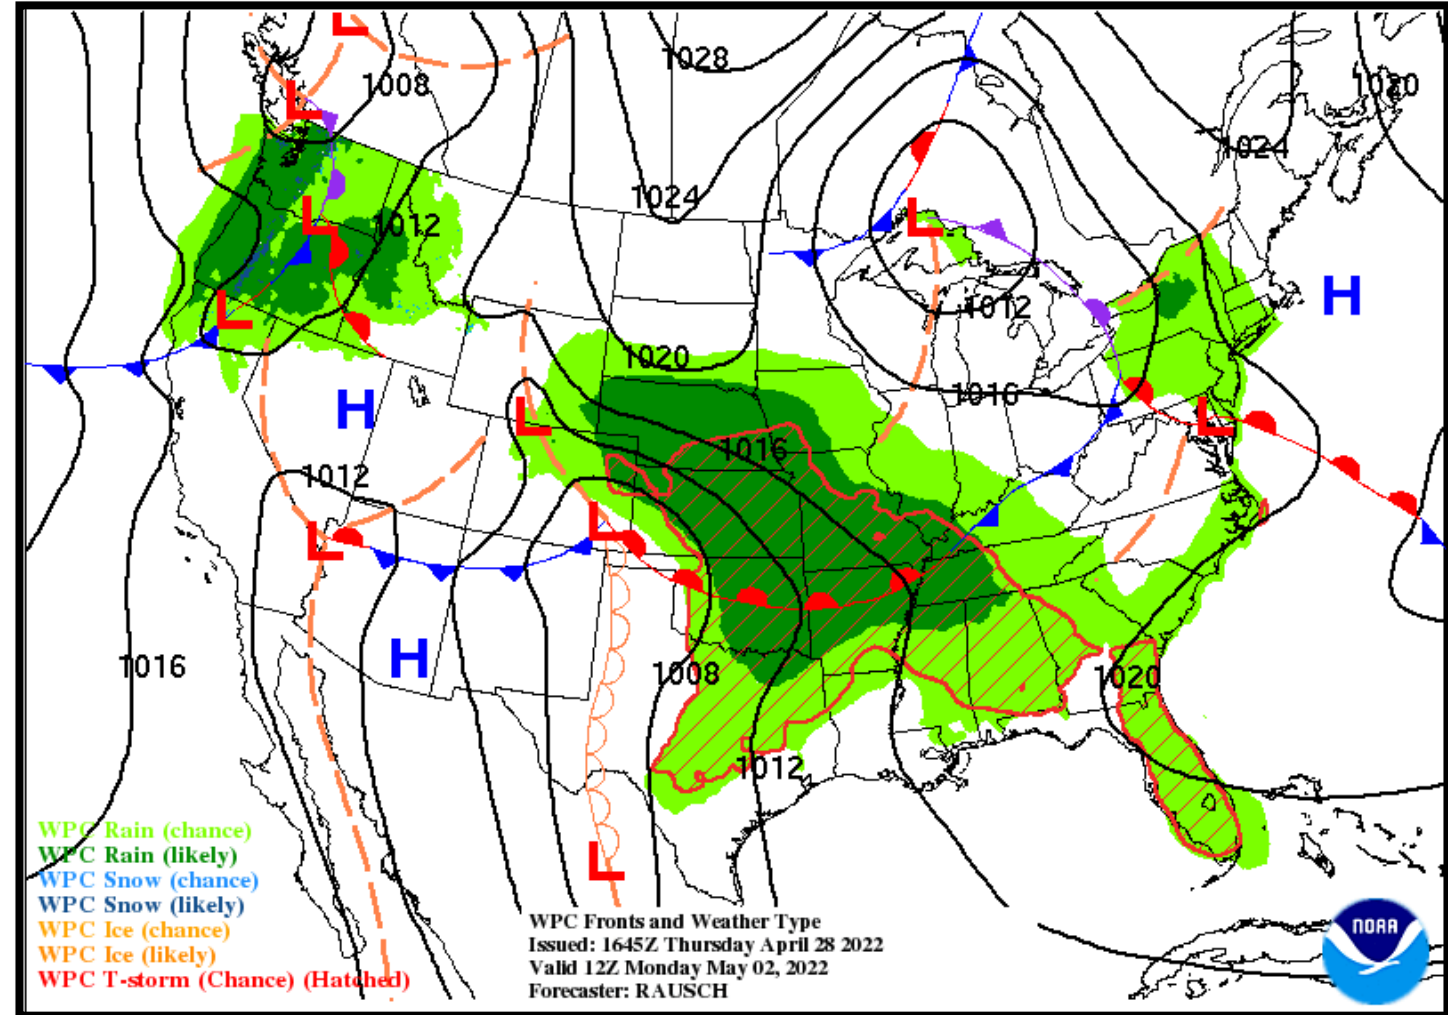 L
1028
L
1008
1020
1024
1024
L
L
1012
H
L
1012
1020
1016
H
L
L
1016
1012
L
L
H
1016
1008
1020
1012
WPC Rain (chance)
WPC Rain (likely)
WPC Snow (chance)
WPC Snow (likely)
WPC Ice (chance)
WPC Ice (likely)
WPC T-storm (Chance) (Hatched)
L
WPC Fronts and Weather Type
Issued: 1645Z Thursday April 28 2022
Valid 12Z Monday May 02, 2022
Forecaster: RAUSCH
NOAA